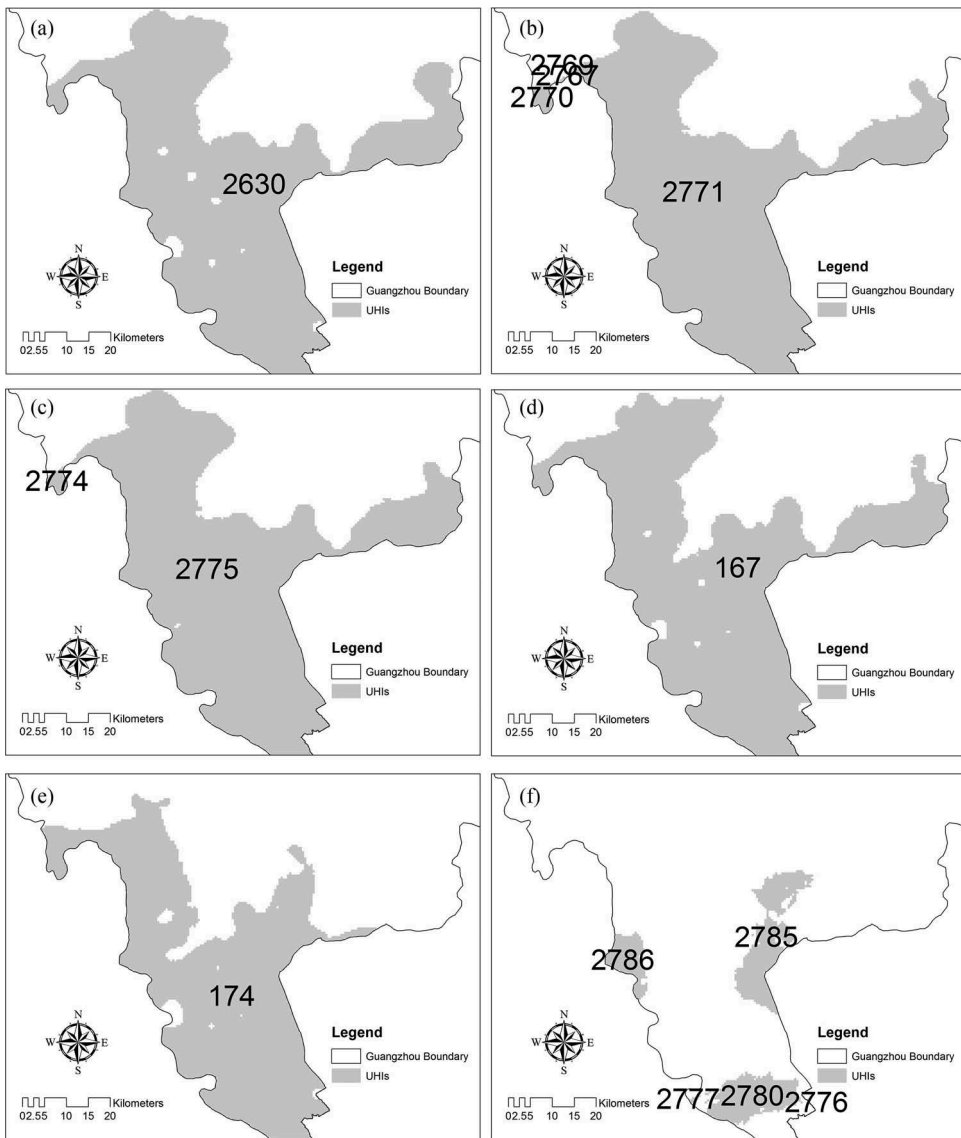 (a)
2630
N
W E
S
Legend
Guangzhou Boundary
UHIs
Kilometers
02.55 10 15 20
(b)
2769
2767
2770
2771
N
W E
S
Legend
Guangzhou Boundary
UHIs
Kilometers
02.55 10 15 20
(c)
2774
2775
N
W E
S
Legend
Guangzhou Boundary
UHIs
Kilometers
02.55 10 15 20
(d)
167
N
W E
S
Legend
Guangzhou Boundary
UHIs
Kilometers
02.55 10 15 20
(e)
174
N
W E
S
Legend
Guangzhou Boundary
UHIs
Kilometers
02.55 10 15 20
(f)
2785
2786
N
W E
S
Legend
Guangzhou Boundary
UHIs
2777 2780 2776
Kilometers
02.55 10 15 20